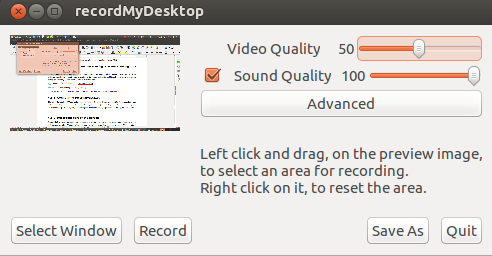 recordMyDesktop
Video Quality 50
Sound Quality 100
Advanced
Left click and drag, on the preview image,
to select an area for recording.
Right click on it, to reset the area.
Select Window Record Save As Quit